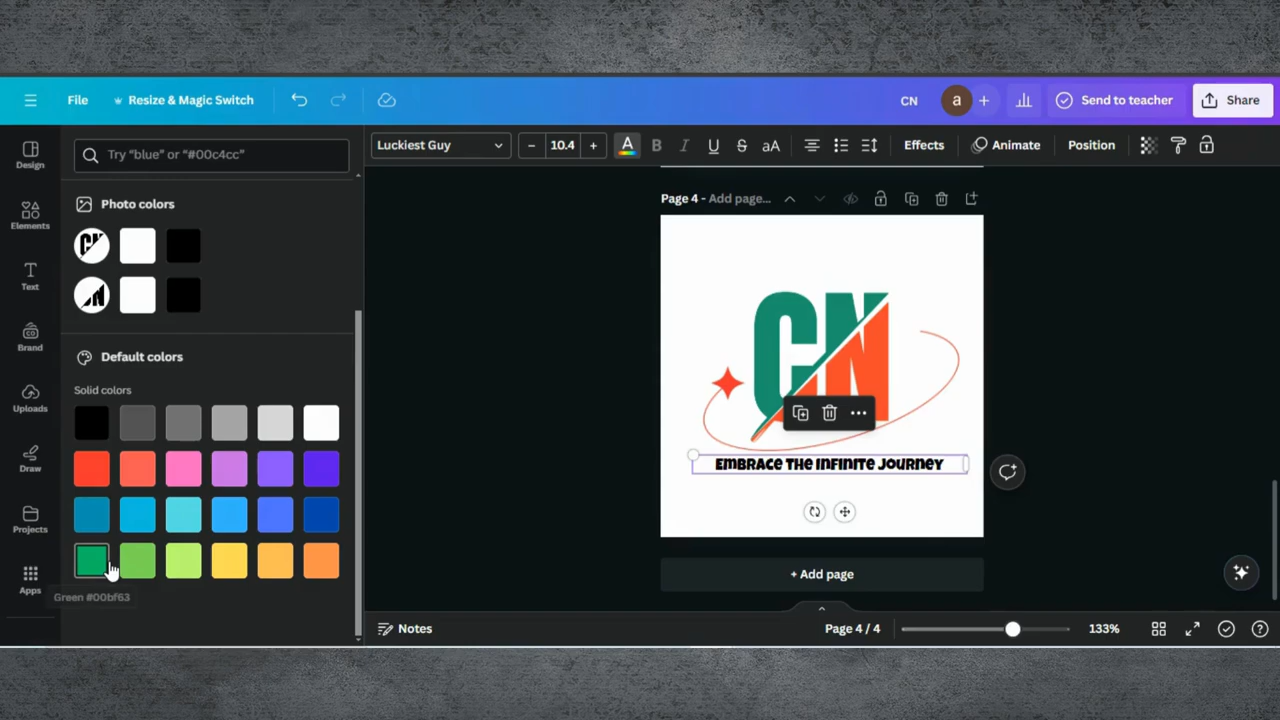 File
Resize & Magic Switch
CN
a
Send to teacher
Share
Design
Elements
Text
Brand
Uploads
Draw
Projects
Apps
Try “blue” or “#00c4cc”
Photo colors
CN
N
Default colors
Solid colors
Green #00bf63
Luckiest Guy
10.4
A
B
I
U
S
aA
Effects
Animate
Position
Page 4 - Add page...
CN
EMBRACE THE INFINITE JOURNEY
+ Add page
Notes
Page 4 / 4
133%